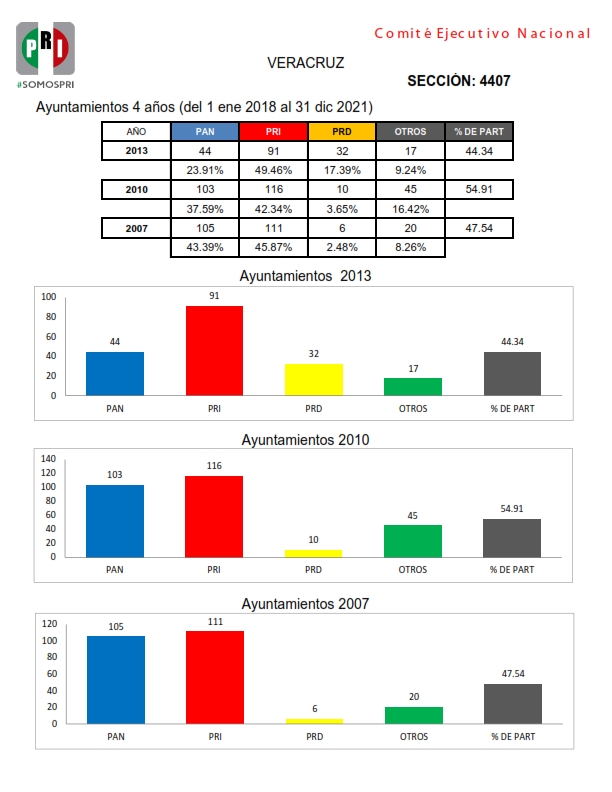 Comité Ejecutivo Nacional
PRI
#SOMOSPRI
VERACRUZ
SECCIÒN: 4407
Ayuntamientos 4 años (del 1 ene 2018 al 31 dic 2021)
AÑO PAN PRI PRD OTROS % DE PART
2013 44 91 32 17 44.34
23.91% 49.46% 17.39% 9.24%
2010 103 116 10 45 54.91
37.59% 42.34% 3.65% 16.42%
2007 105 111 6 20 47.54
43.39% 45.87% 2.48% 8.26%
Ayuntamientos 2013
100
80
60
40
20
0
44 91 32 17 44.34
PAN PRI PRD OTROS % DE PART
Ayuntamientos 2010
140
120
100
80
60
40
20
0
103 116 10 45 54.91
PAN PRI PRD OTROS % DE PART
Ayuntamientos 2007
120
100
80
60
40
20
0
105 111 6 20 47.54
PAN PRI PRD OTROS % DE PART